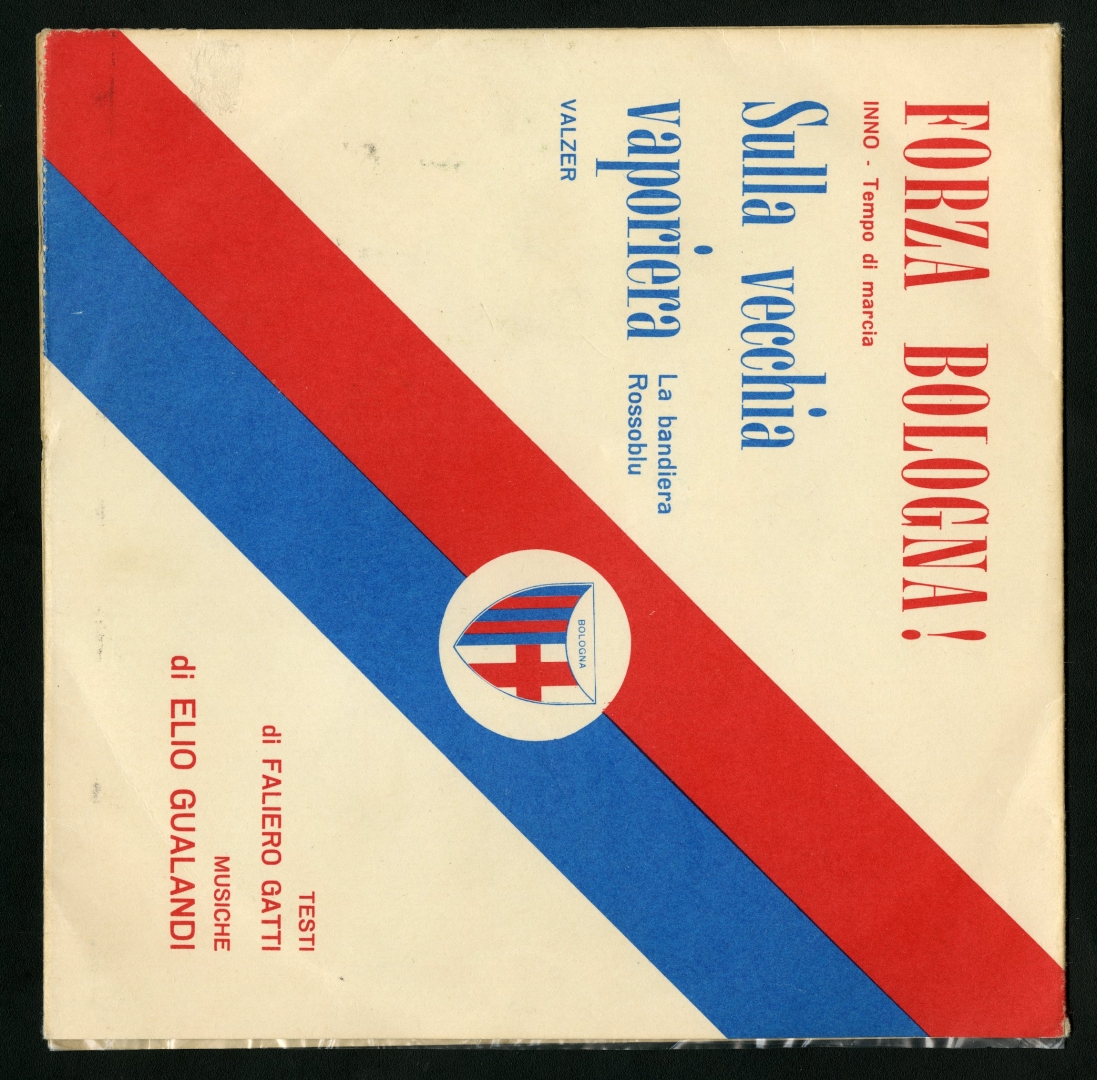 FORZA BOLOGNA!
INNO - Tempo di marcia
Sulla vecchia
vaporiera La bandiera
Rossoblu
VALZER
BOLOGNA
TESTI
di FALIERO GATTI
MUSICHE
di ELIO GUALANDI